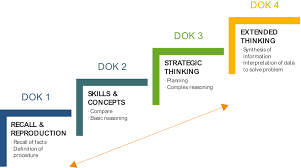 DOK 1
RECALL &
REPRODUCTION
- Recall of facts
- Definition of
procedure
DOK 2
SKILLS &
CONCEPTS
- Compare
- Basic reasoning
DOK 3
STRATEGIC
THINKING
- Planning
- Complex reasoning
DOK 4
EXTENDED
THINKING
- Synthesis of
Information
- Interpretation of data
to solve problem